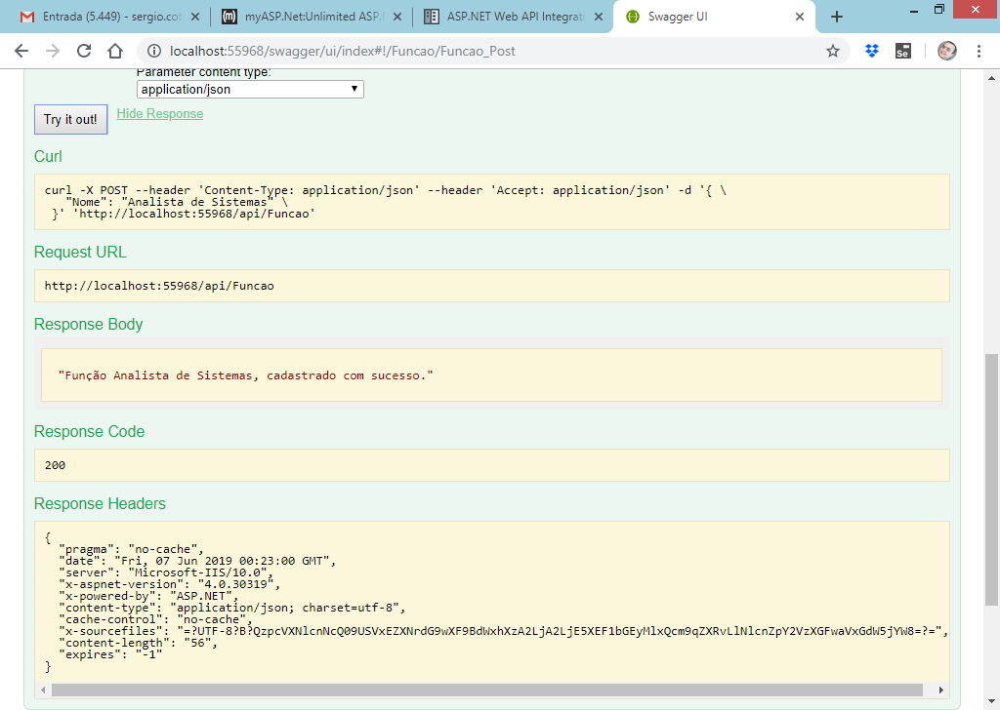 Entrada (5.449) - sergio.cot
myASP.Net:Unlimited ASP.
ASP.NET Web API Integrati
Swagger UI
localhost:55968/swagger/ui/index#!/Funcao/Funcao_Post
Parameter content type:
application/json
Try it out!
Hide Response
Curl
curl -X POST --header 'Content-Type: application/json' --header 'Accept: application/json' -d '{ \
"Nome": "Analista de Sistemas" \
}' 'http://localhost:55968/api/Funcao'
Request URL
http://localhost:55968/api/Funcao
Response Body
"Função Analista de Sistemas, cadastrado com sucesso."
Response Code
200
Response Headers
{
"pragma": "no-cache",
"date": "Fri, 07 Jun 2019 00:23:00 GMT",
"server": "Microsoft-IIS/10.0",
"x-aspnet-version": "4.0.30319",
"x-powered-by": "ASP.NET",
"content-type": "application/json; charset=utf-8",
"cache-control": "no-cache",
"x-sourcefiles": "=?UTF-8?B?QzpcVXNlcnNcQ09USVxEZXNrdG9wXF9BdWxhXzA2LjA2LjE5XEF1bGEyMlxQcm9qZXRvLlNlcnZpY2VzXGFwaVxGdW5jYW8=?=",
"content-length": "56",
"expires": "-1"
}